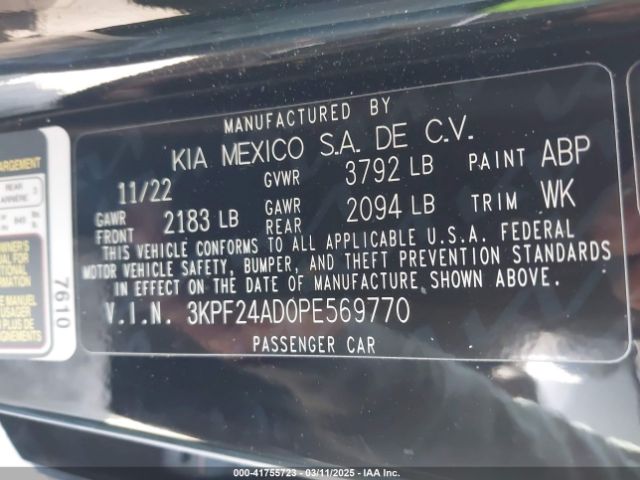 MANUFACTURED BY
KIA MEXICO S.A. DE C.V.
11/22 GVWR 3792 LB PAINT ABP
GAWR FRONT 2183 LB GAWR REAR 2094 LB TRIM WK
THIS VEHICLE CONFORMS TO ALL APPLICABLE U.S.A. FEDERAL
MOTOR VEHICLE SAFETY, BUMPER, AND THEFT PREVENTION STANDARDS
IN EFFECT ON THE DATE OF MANUFACTURE SHOWN ABOVE.
V.I.N. 3KPF24AD0PE569770
PASSENGER CAR
ARGEMENT
REAR
ARRIÈRE
7610
000-41755723 - 03/11/2025 - IAA Inc.